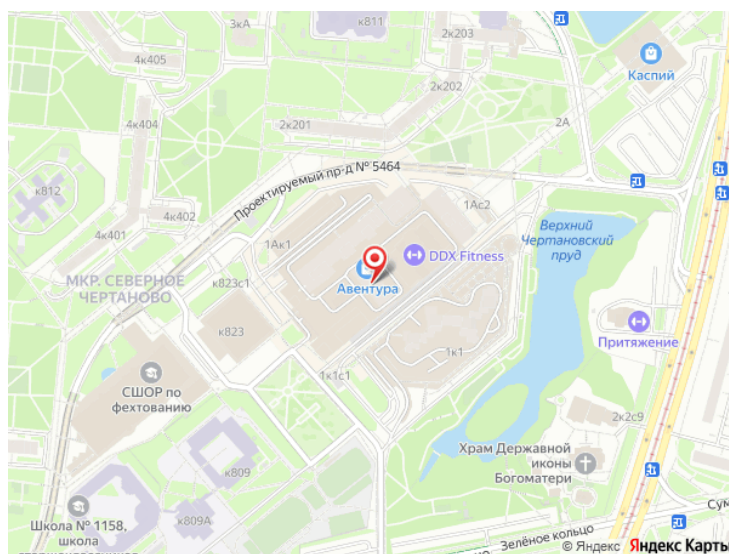 к811
3кА
2к203
4к405
Каспий
2к202
4к404
2к201
2А
к812
Проектируемый пр-д № 5464
4к402
4к401
1Ас2
1Ак1
Верхний
Чертановский
пруд
DDX Fitness
МКР. СЕВЕРНОЕ
ЧЕРТАНОВО
к823с1
Авентура
к823
Притяжение
1к1
1к1с1
СШОР по
фехтованию
2к2с9
Храм Державной
иконы
Богоматери
к809
Школа № 1158,
школа
к809А
Зелёное кольцо
© Яндекс Яндекс Карты